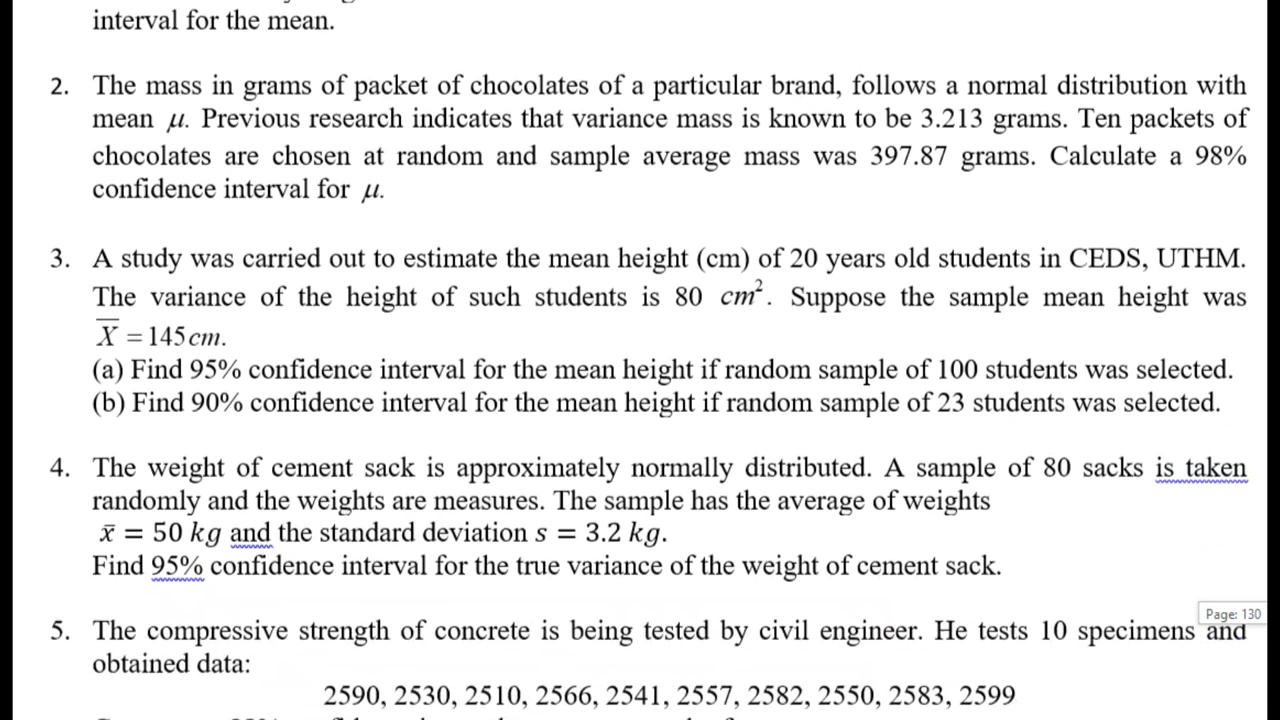 interval for the mean.
2. The mass in grams of packet of chocolates of a particular brand, follows a normal distribution with
mean μ. Previous research indicates that variance mass is known to be 3.213 grams. Ten packets of
chocolates are chosen at random and sample average mass was 397.87 grams. Calculate a 98%
confidence interval for μ.
3. A study was carried out to estimate the mean height (cm) of 20 years old students in CEDS, UTHM.
The variance of the height of such students is 80 cm². Suppose the sample mean height was
X̅ = 145 cm.
(a) Find 95% confidence interval for the mean height if random sample of 100 students was selected.
(b) Find 90% confidence interval for the mean height if random sample of 23 students was selected.
4. The weight of cement sack is approximately normally distributed. A sample of 80 sacks is taken
randomly and the weights are measures. The sample has the average of weights
x̄ = 50 kg and the standard deviation s = 3.2 kg.
Find 95% confidence interval for the true variance of the weight of cement sack.
Page: 130
5. The compressive strength of concrete is being tested by civil engineer. He tests 10 specimens and
obtained data:
2590, 2530, 2510, 2566, 2541, 2557, 2582, 2550, 2583, 2599